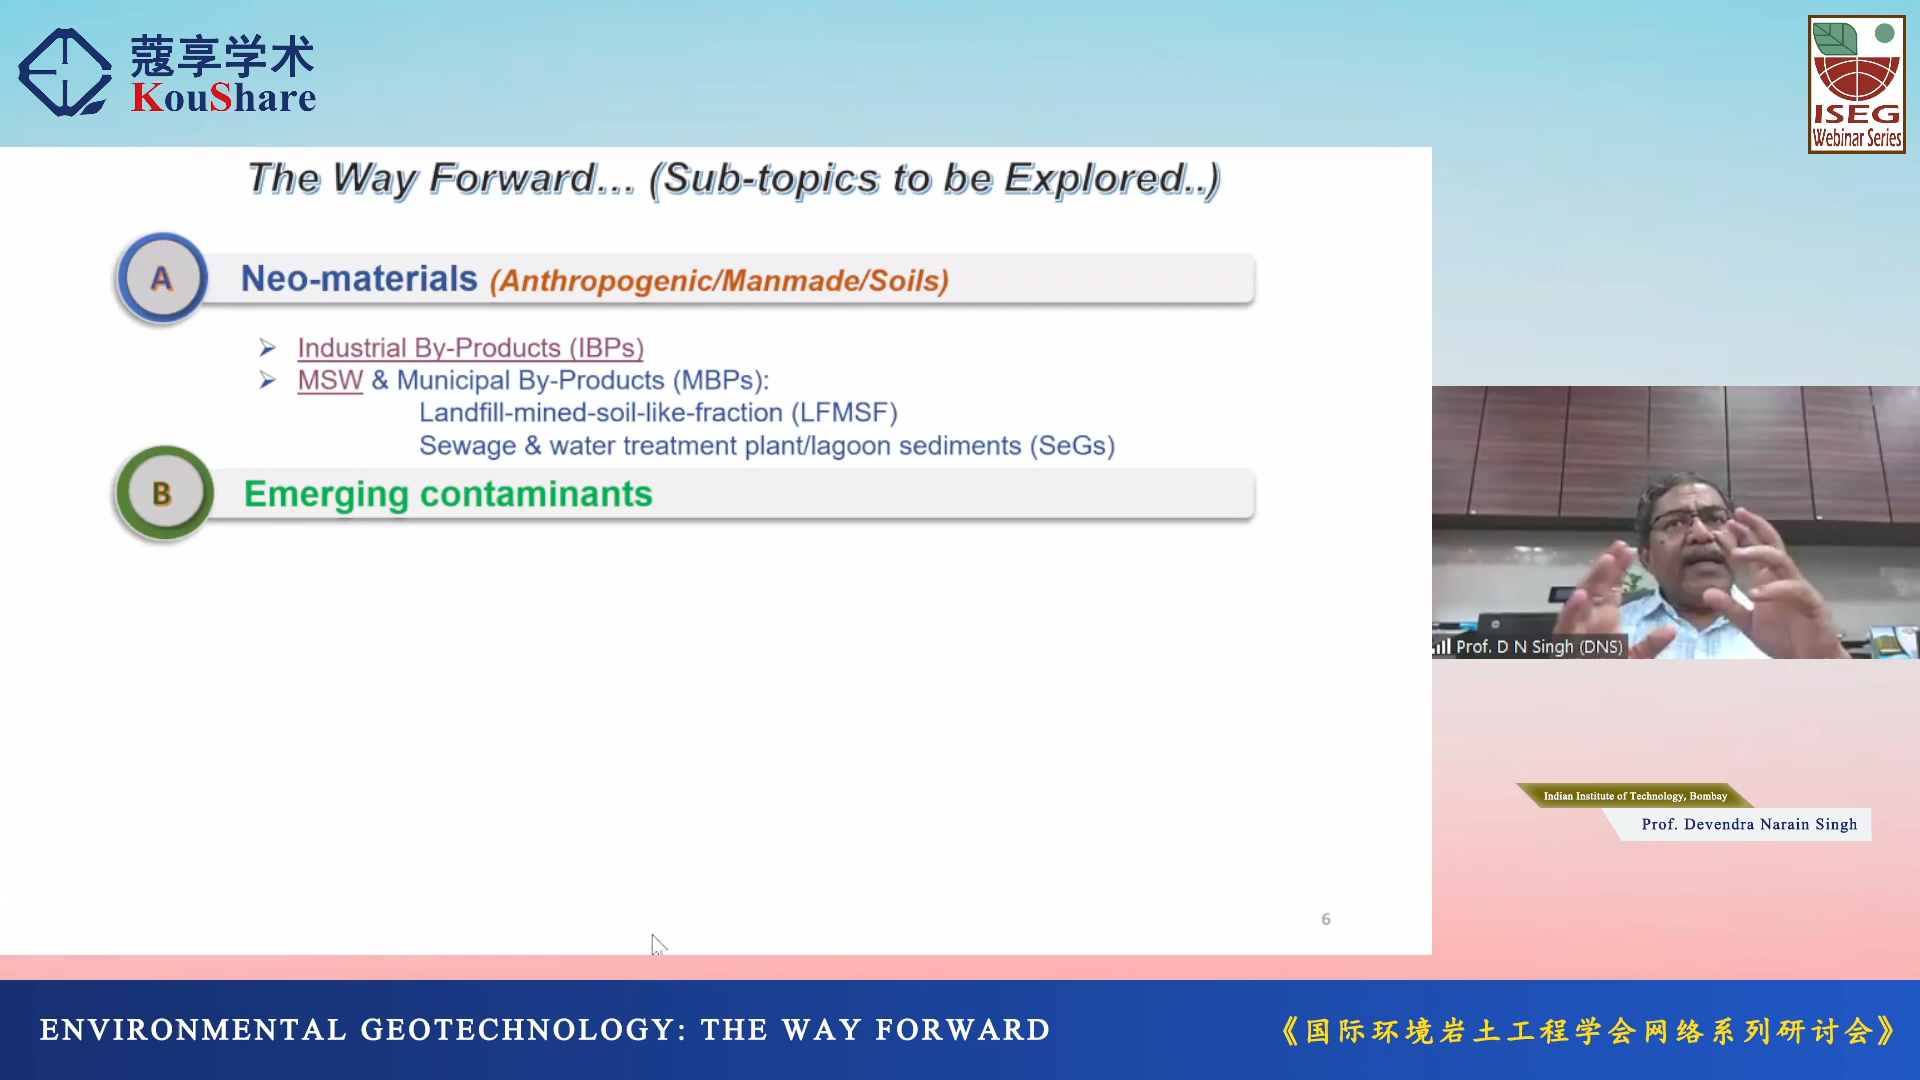 蔻享学术
KouShare
ISEG
Webinar Series
The Way Forward… (Sub-topics to be Explored..)
A
Neo-materials (Anthropogenic/Manmade/Soils)
➢ Industrial By-Products (IBPs)
➢ MSW & Municipal By-Products (MBPs):
Landfill-mined-soil-like-fraction (LFMSF)
Sewage & water treatment plant/lagoon sediments (SeGs)
B
Emerging contaminants
6
Prof. D N Singh (DNS)
Indian Institute of Technology, Bombay
Prof. Devendra Narain Singh
ENVIRONMENTAL GEOTECHNOLOGY: THE WAY FORWARD
《国际环境岩土工程学会网络系列研讨会》